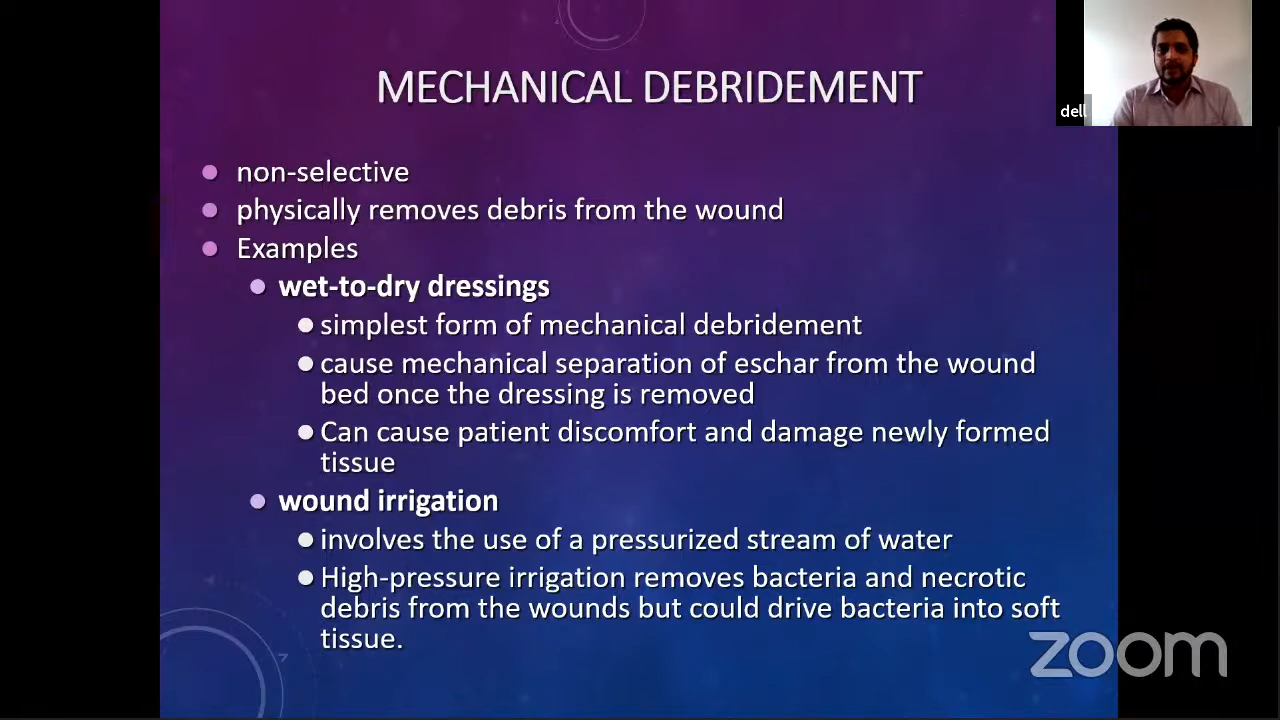 MECHANICAL DEBRIDEMENT
dell
non-selective
physically removes debris from the wound
Examples
wet-to-dry dressings
simplest form of mechanical debridement
cause mechanical separation of eschar from the wound
bed once the dressing is removed
Can cause patient discomfort and damage newly formed
tissue
wound irrigation
involves the use of a pressurized stream of water
High-pressure irrigation removes bacteria and necrotic
debris from the wounds but could drive bacteria into soft
tissue.
zoom